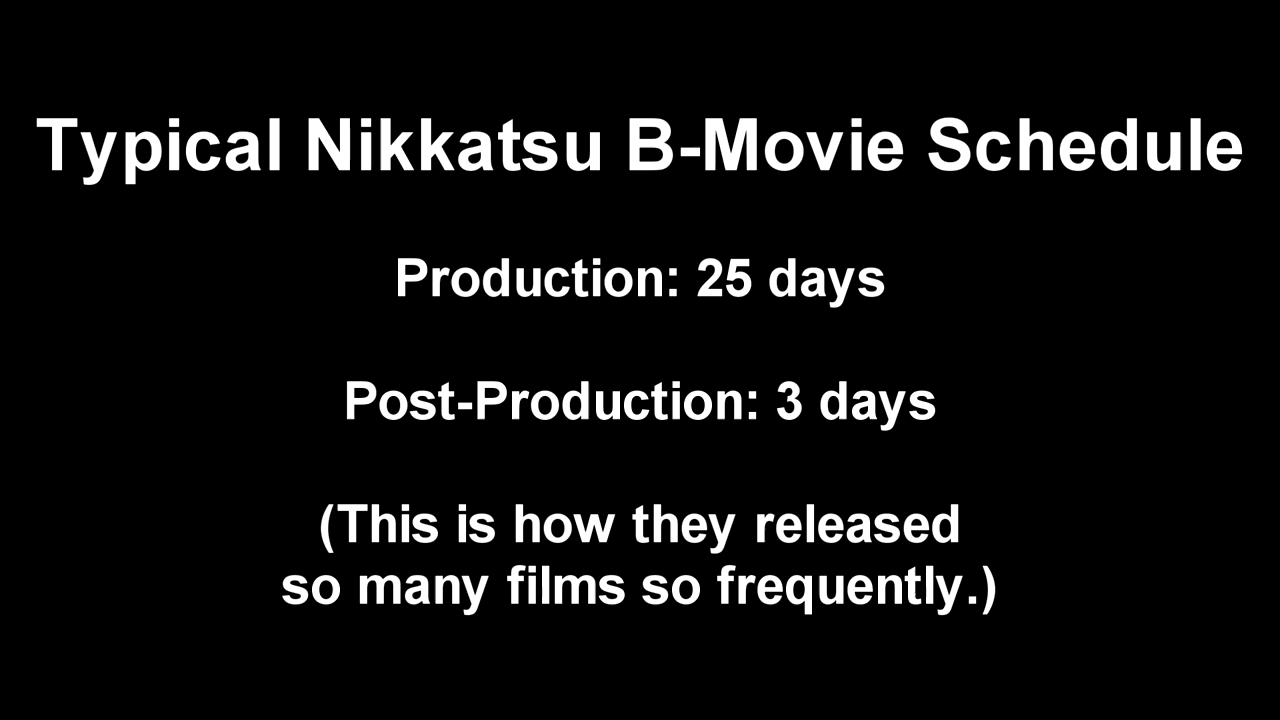 Typical Nikkatsu B-Movie Schedule
Production: 25 days
Post-Production: 3 days
(This is how they released
so many films so frequently.)